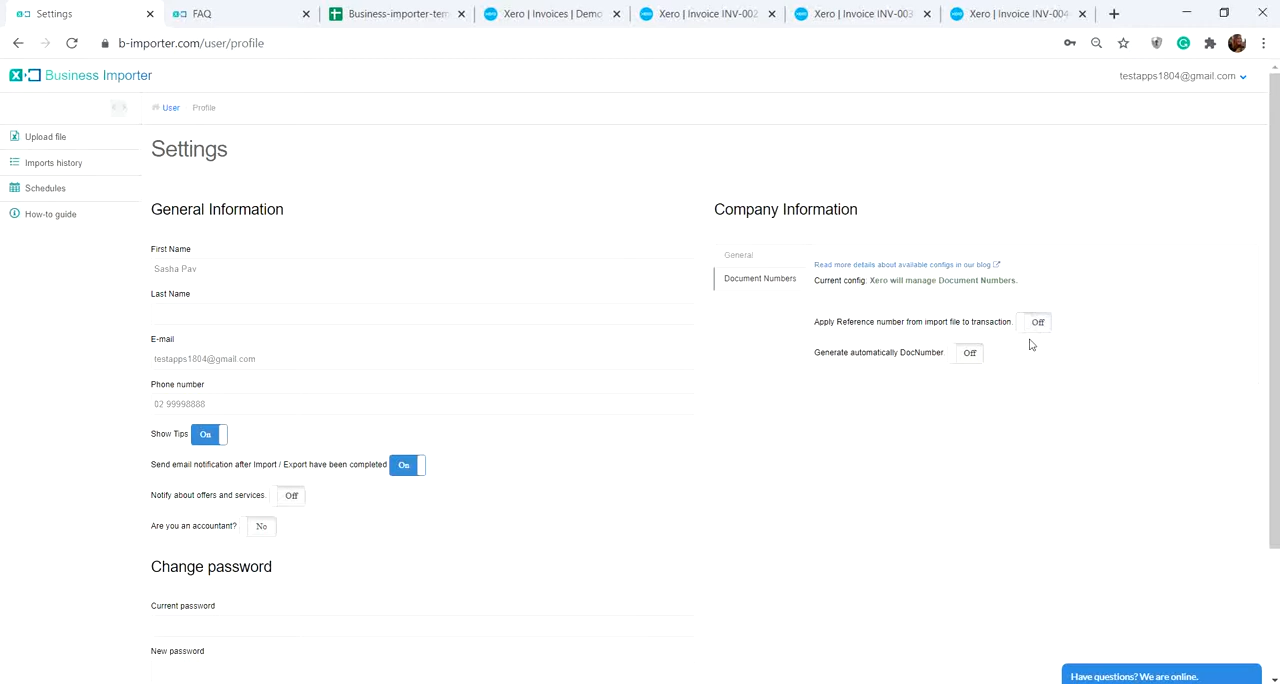 Settings
FAQ
Business-importer-tem
Xero | Invoices | Demo
Xero | Invoice INV-002
Xero | Invoice INV-003
Xero | Invoice INV-004
b-importer.com/user/profile
Business Importer
testapps1804@gmail.com
User Profile
Upload file
Imports history
Schedules
How-to guide
Settings
General Information
First Name
Sasha Pav
Last Name
E-mail
testapps1804@gmail.com
Phone number
02 99998888
Show Tips On
Send email notification after Import / Export have been completed On
Notify about offers and services. Off
Are you an accountant? No
Change password
Current password
New password
Company Information
General
Document Numbers
Read more details about available configs in our blog
Current config: Xero will manage Document Numbers.
Apply Reference number from import file to transaction. Off
Generate automatically DocNumber Off
Have questions? We are online.